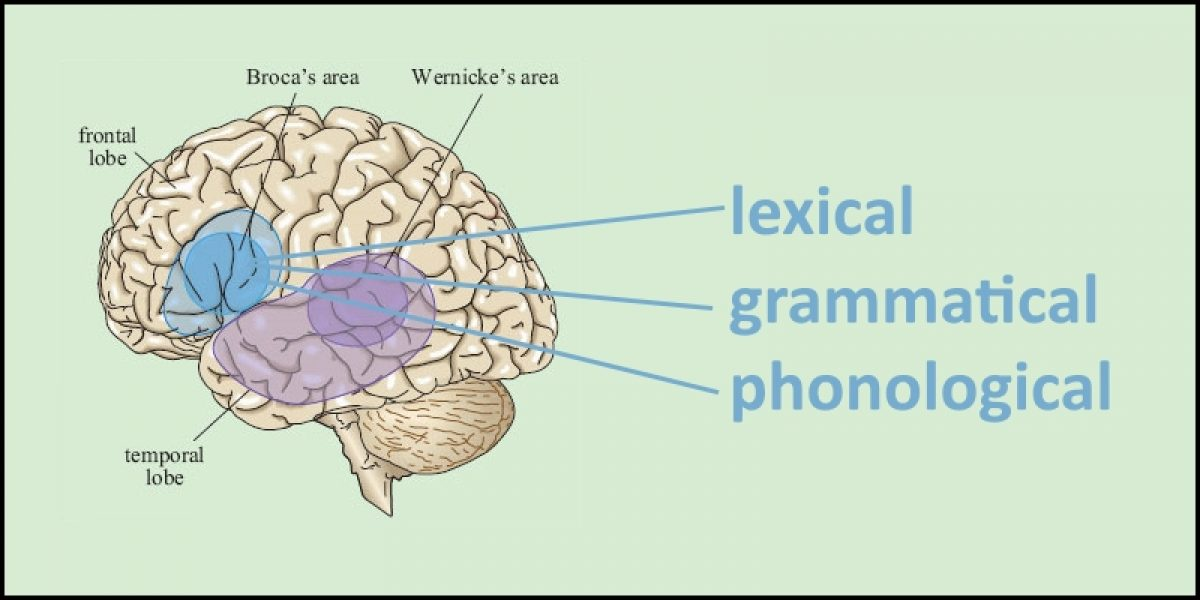 Broca’s area
Wernicke’s area
frontal
lobe
lexical
grammatical
phonological
temporal
lobe